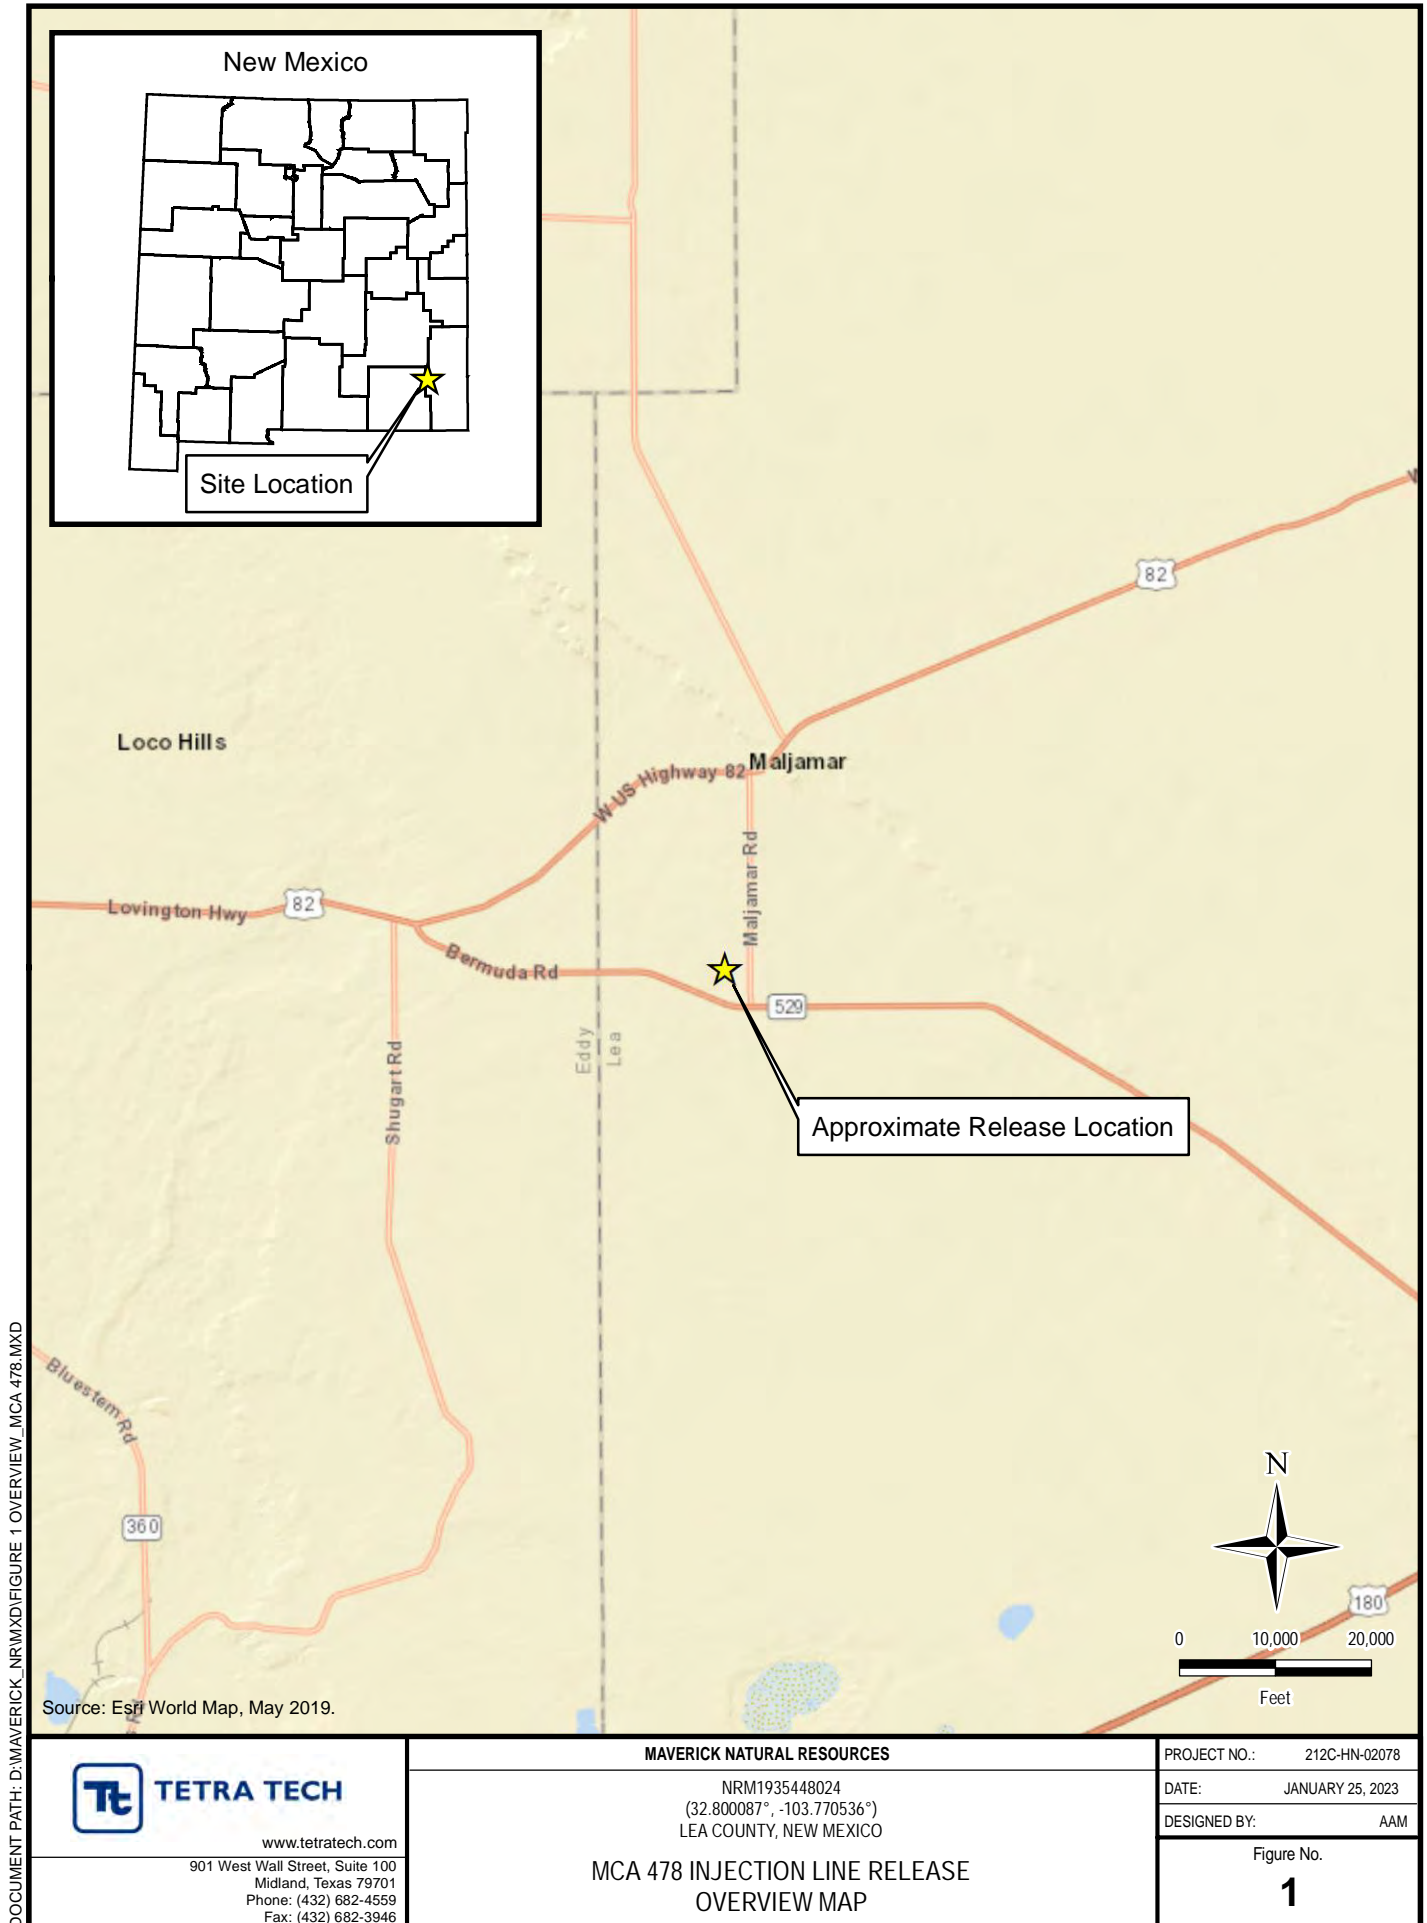 New Mexico
Site Location
82
Loco Hills
Maljamar
W US Highway 82
Maljamar Rd
Lovington Hwy
82
Bermuda Rd
529
Eddy
Lea
Shugart Rd
Approximate Release Location
Bluestem Rd
360
N
180
0 10,000 20,000
Feet
Source: Esri World Map, May 2019.
DOCUMENT PATH: D:\MAVERICK_NR\MXD\FIGURE 1 OVERVIEW_MCA 478.MXD
Tt TETRA TECH
www.tetratech.com
901 West Wall Street, Suite 100
Midland, Texas 79701
Phone: (432) 682-4559
Fax: (432) 682-3946
MAVERICK NATURAL RESOURCES
NRM1935448024
(32.800087°, -103.770536°)
LEA COUNTY, NEW MEXICO
MCA 478 INJECTION LINE RELEASE
OVERVIEW MAP
PROJECT NO.: 212C-HN-02078
DATE: JANUARY 25, 2023
DESIGNED BY: AAM
Figure No.
1